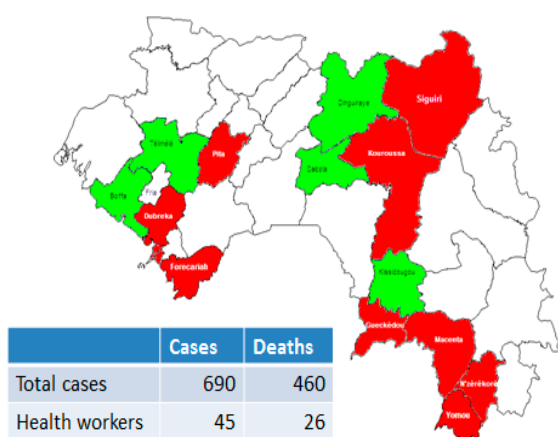 Siguiri
Dinguiraye
Kouroussa
Télimélé
Pita
Dabola
Boffa
Fria
Dubreka
Forecariah
Kissidougou
Gueckédou
Macenta
N'zérékoré
Yomou
Cases Deaths
Total cases 690 460
Health workers 45 26